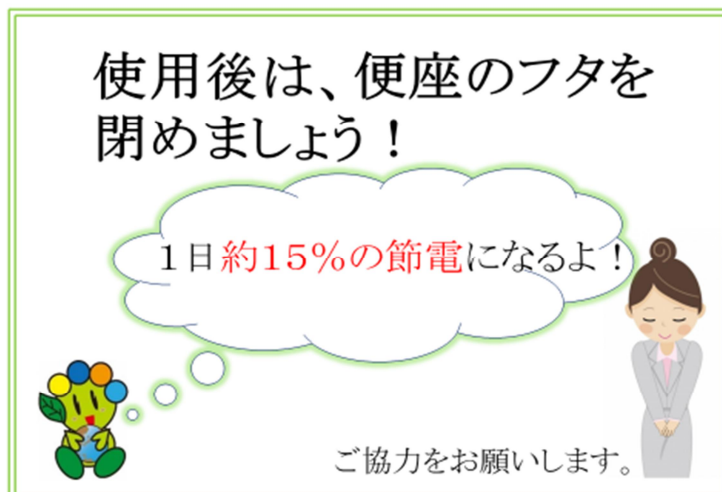 使用後は、便座のフタを
閉めましょう！
１日約１５％の節電になるよ！
ご協力をお願いします。